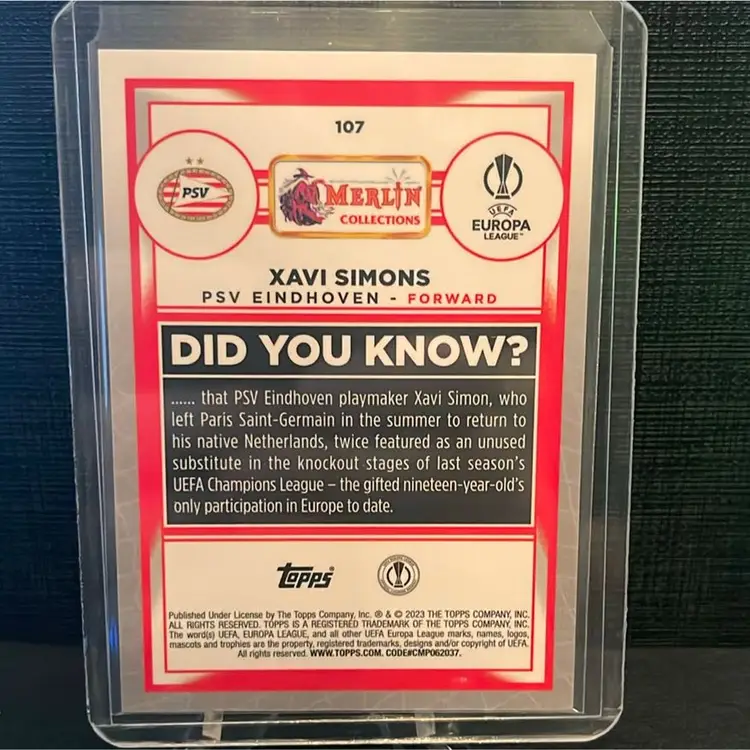 107
PSV
MERLIN
COLLECTIONS
UEFA
EUROPA
LEAGUE™
XAVI SIMONS
PSV EINDHOVEN - FORWARD
DID YOU KNOW?
...... that PSV Eindhoven playmaker Xavi Simon, who
left Paris Saint-Germain in the summer to return to
his native Netherlands, twice featured as an unused
substitute in the knockout stages of last season's
UEFA Champions League – the gifted nineteen-year-old's
only participation in Europe to date.
topps®
Published Under License by The Topps Company, Inc. ® & © 2023 THE TOPPS COMPANY, INC.
ALL RIGHTS RESERVED. TOPPS IS A REGISTERED TRADEMARK OF THE TOPPS COMPANY, INC.
The word(s) UEFA, EUROPA LEAGUE, and all other UEFA Europa League marks, names, logos,
mascots and trophies are the property, registered trademarks, designs and/or copyright of UEFA.
All rights reserved. WWW.TOPPS.COM. CODE#CMP062037.